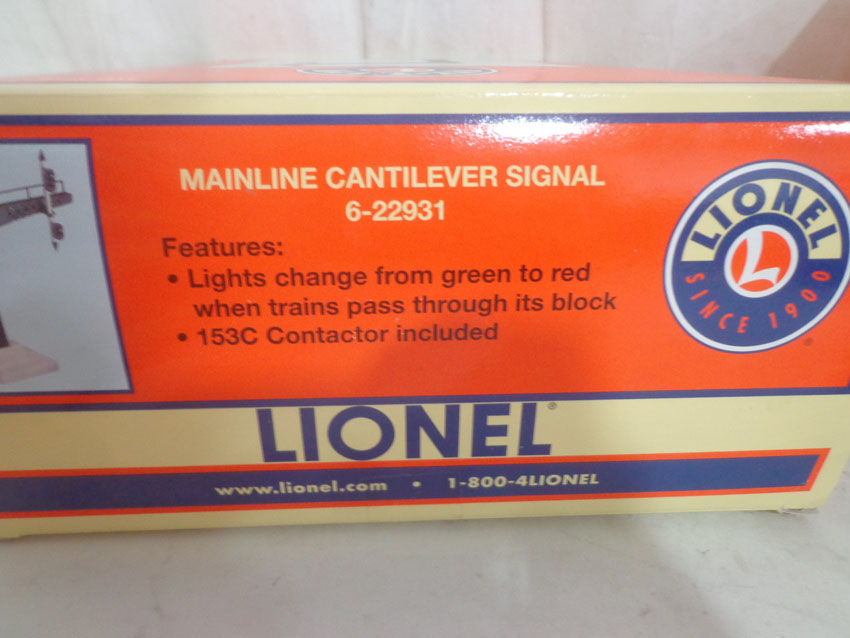 MAINLINE CANTILEVER SIGNAL
6-22931
Features:
• Lights change from green to red
when trains pass through its block
• 153C Contactor included
LIONEL
L
SINCE 1900
®
LIONEL®
www.lionel.com • 1-800-4LIONEL